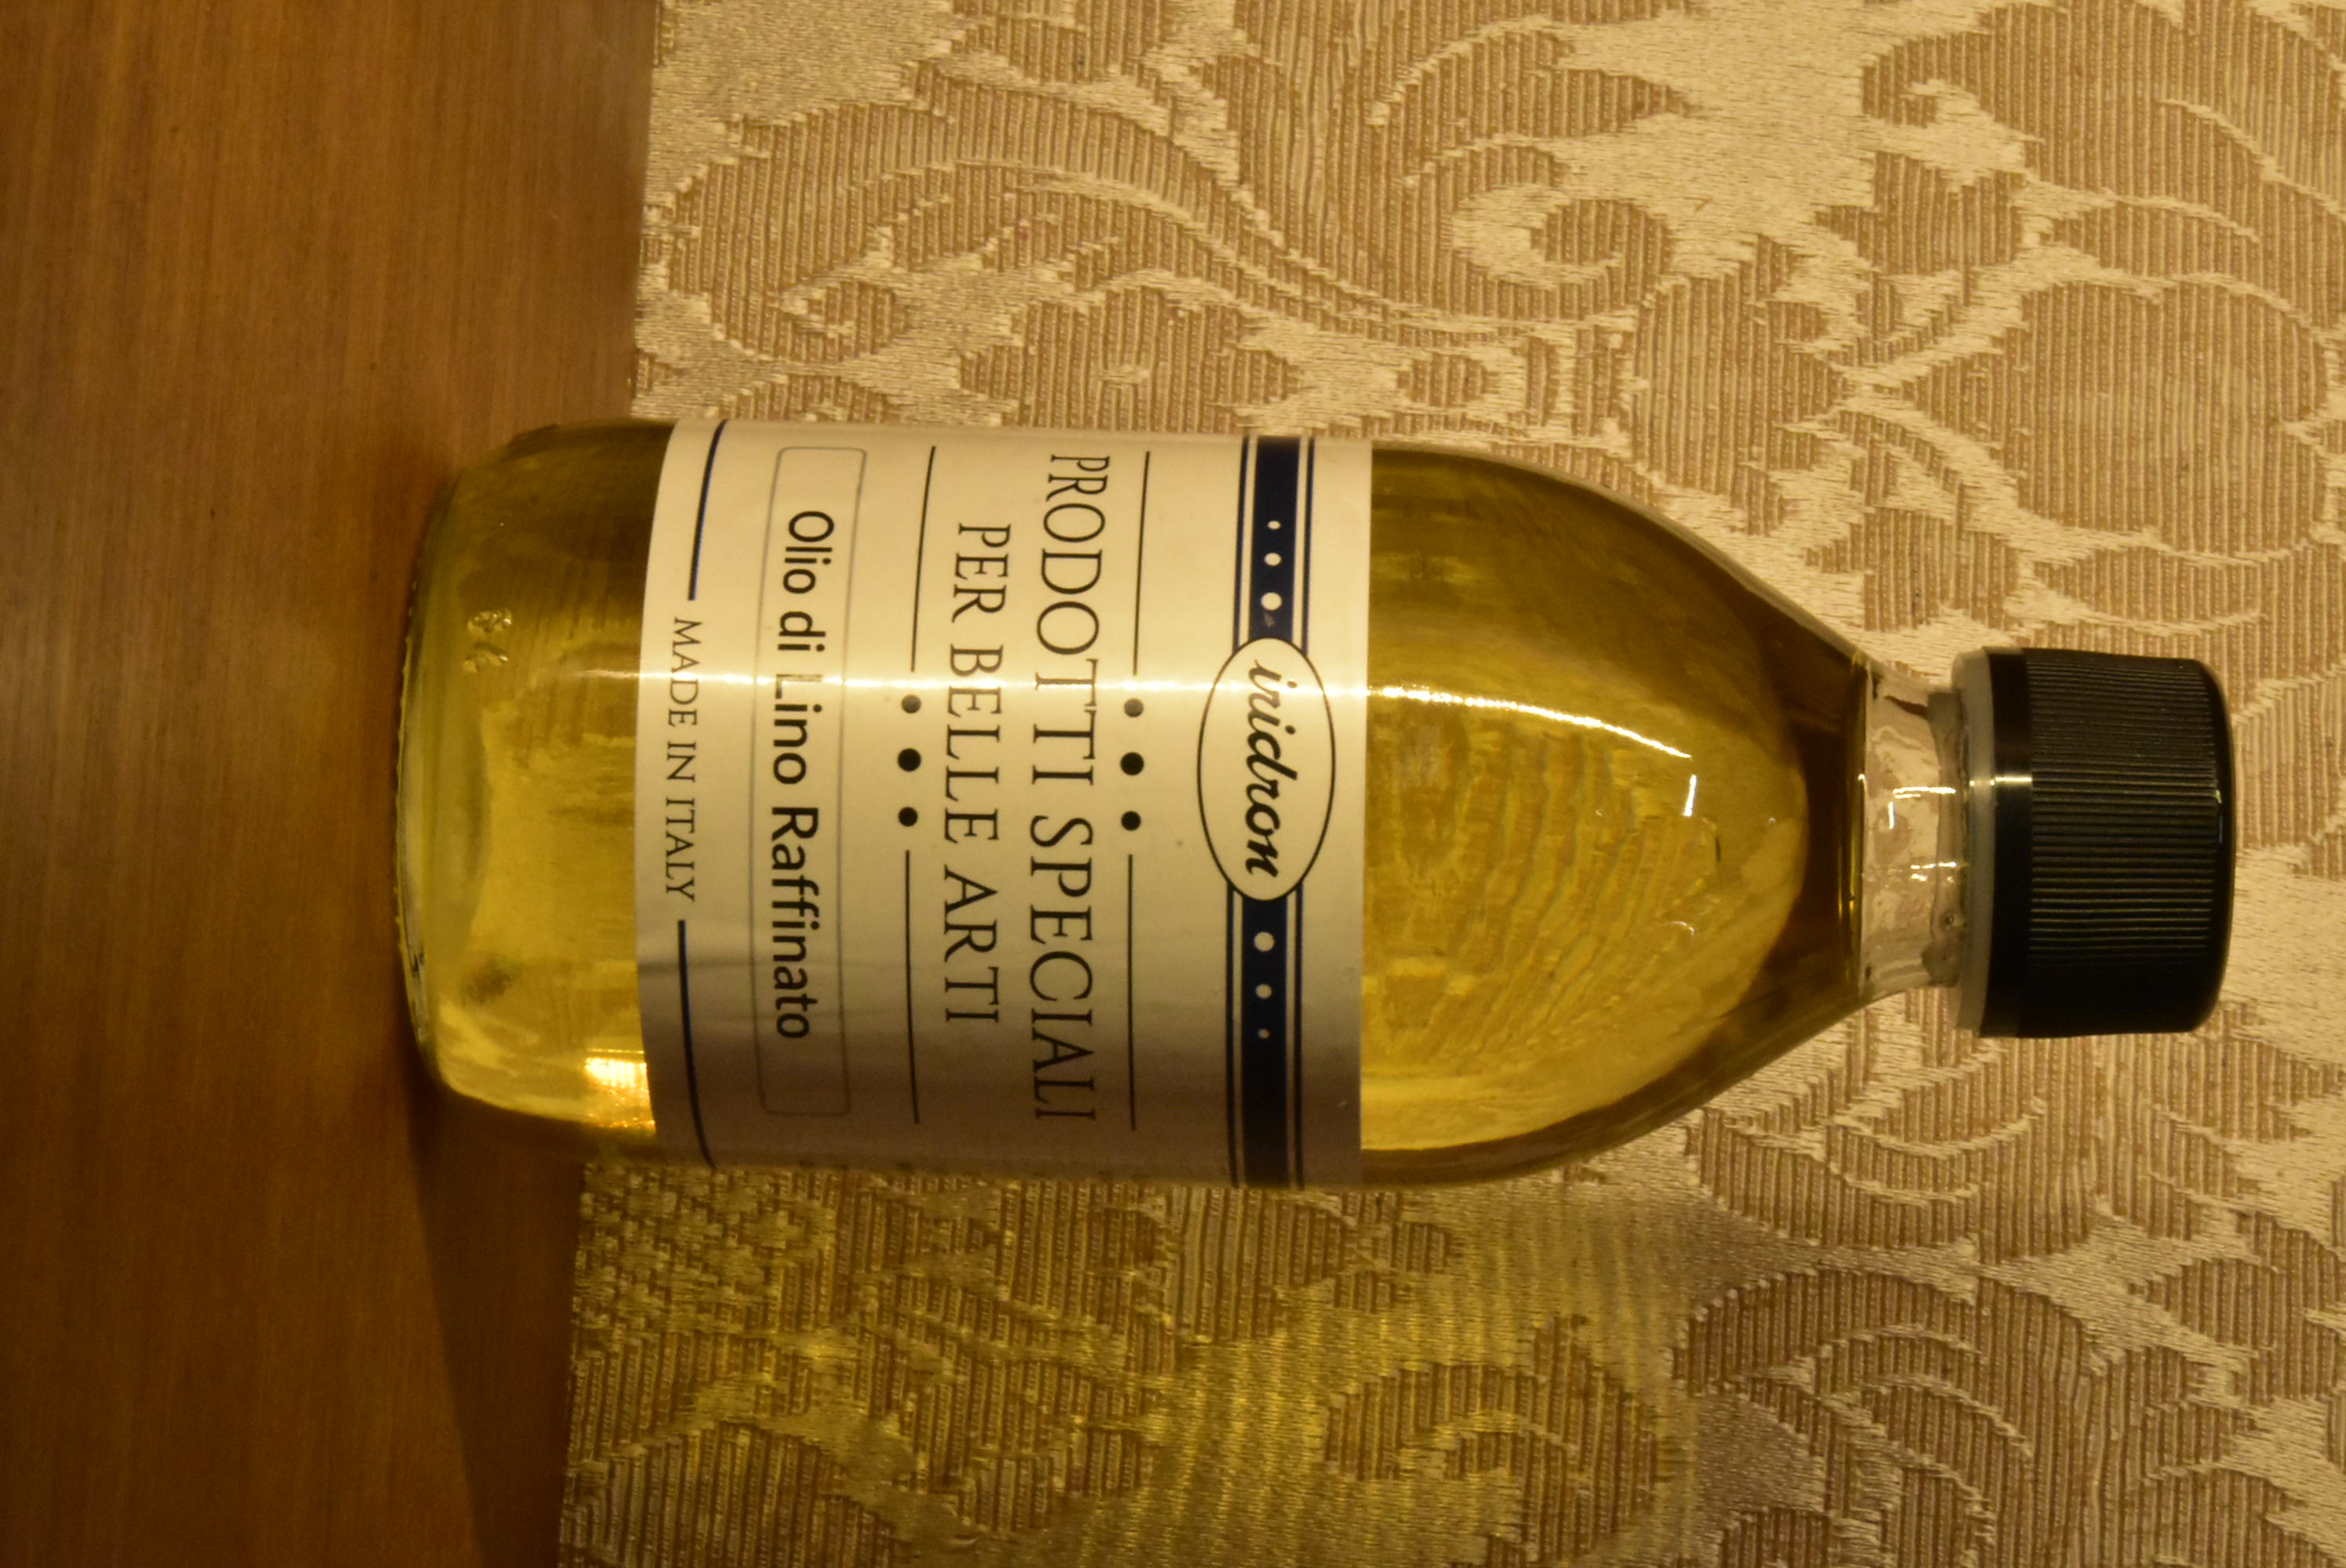 iridron
PRODOTTI SPECIALI
PER BELLE ARTI
Olio di Lino Raffinato
MADE IN ITALY